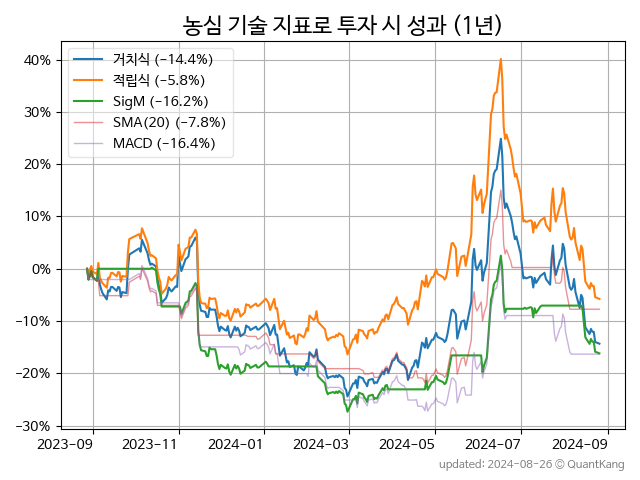 농심 기술 지표로 투자 시 성과 (1년)
거치식 (−14.4%)
적립식 (−5.8%)
SigM (−16.2%)
SMA(20) (−7.8%)
MACD (−16.4%)
40%
30%
20%
10%
0%
−10%
−20%
−30%
2023-09 2023-11 2024-01 2024-03 2024-05 2024-07 2024-09
updated: 2024-08-26 © QuantKang